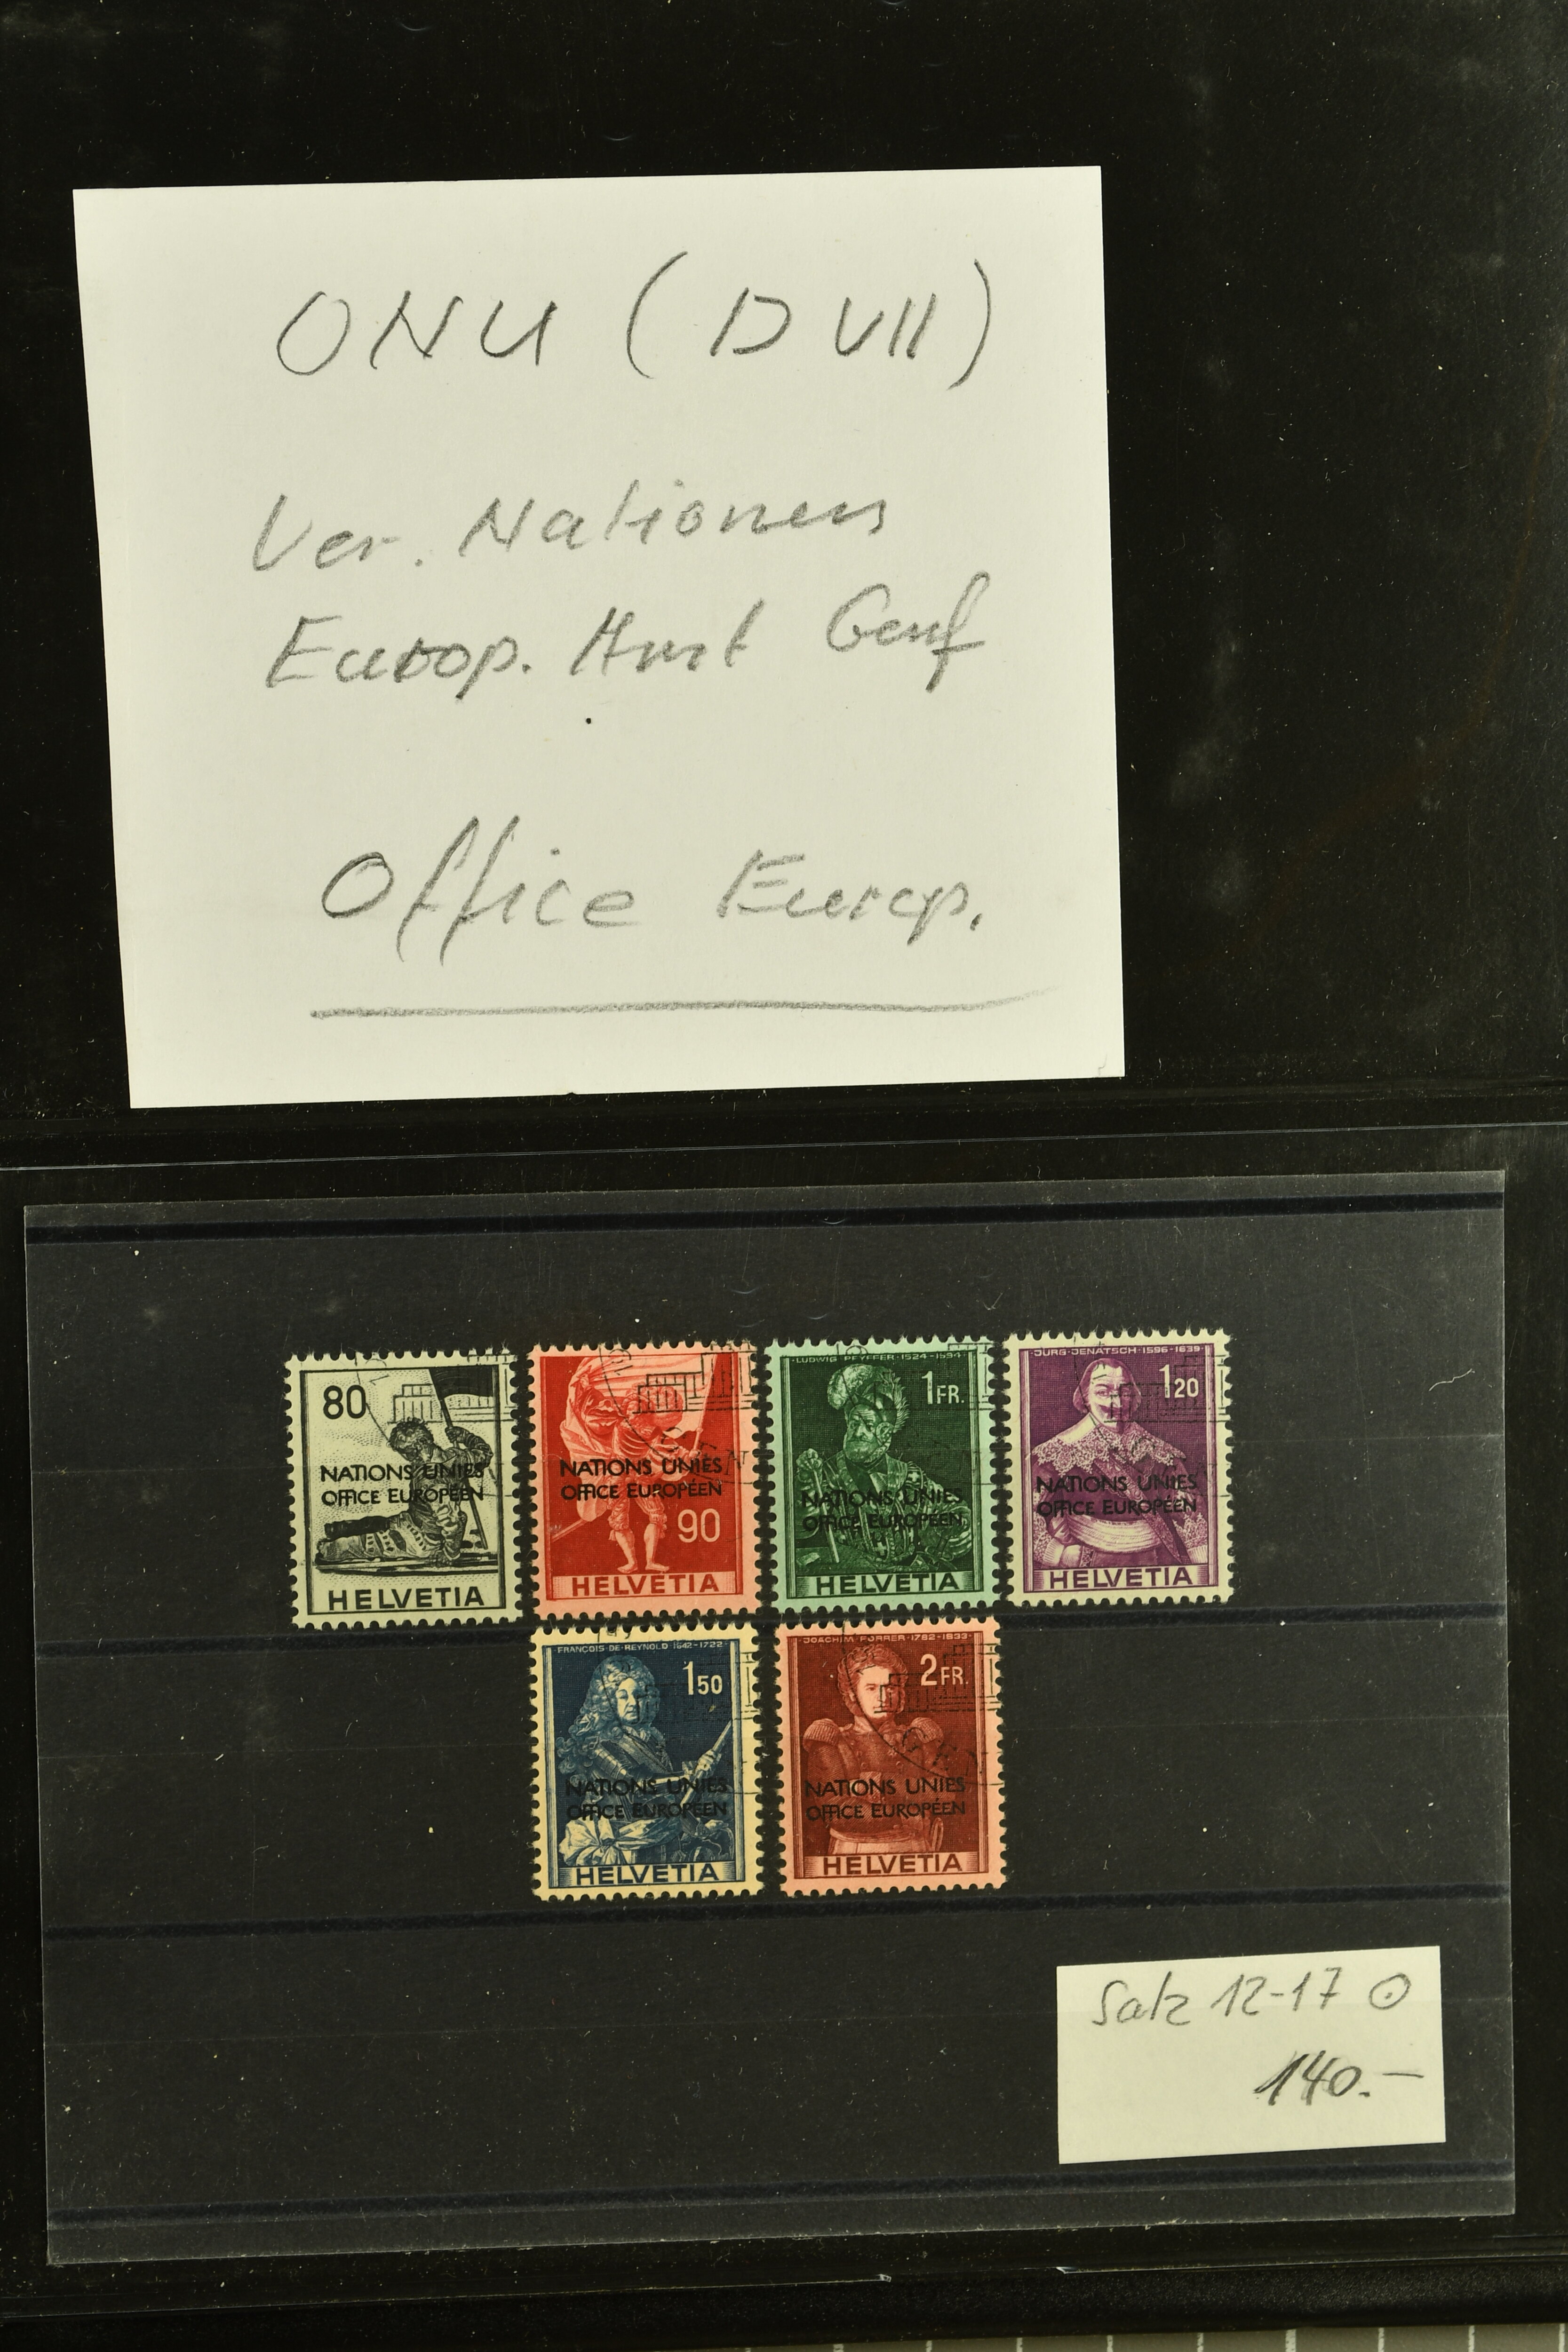 ONU (D VII)
Ver. Nationen
Europ. Amt Genf
Office Europ.
80
NATIONS UNIES
OFFICE EUROPÉEN
HELVETIA
NATIONS UNIES
OFFICE EUROPÉEN
90
HELVETIA
LUDWIG·PFYFFER·1524-1594
1 FR.
NATIONS UNIES
OFFICE EUROPÉEN
HELVETIA
JÜRG·JENATSCH·1596-1639
1 20
NATIONS UNIES
OFFICE EUROPÉEN
HELVETIA
FRANÇOIS·DE·REYNOLD 1642-1722
1 50
NATIONS UNIES
OFFICE EUROPÉEN
HELVETIA
JOACHIM·FORRER·1782-1833
2 FR.
GEN
NATIONS UNIES
OFFICE EUROPÉEN
HELVETIA
Satz 12-17 ⊙
140.-